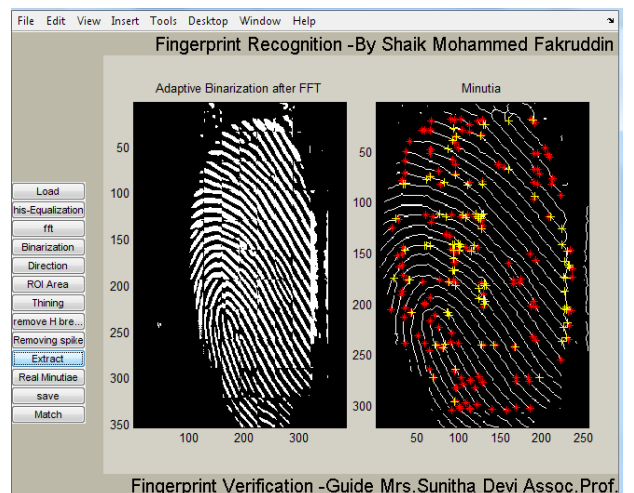 File Edit View Insert Tools Desktop Window Help
Fingerprint Recognition -By Shaik Mohammed Fakruddin
Adaptive Binarization after FFT
Minutia
50
100
150
200
250
300
350
100 200 300
50
100
150
200
250
300
50 100 150 200 250
Load
his-Equalization
fft
Binarization
Direction
ROI Area
Thining
remove H bre...
Removing spike
Extract
Real Minutiae
save
Match
Fingerprint Verification -Guide Mrs.Sunitha Devi Assoc.Prof.